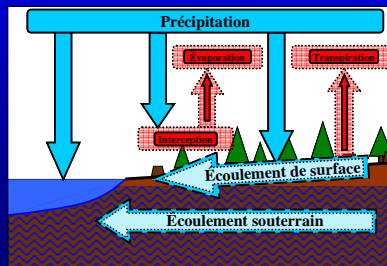 Précipitation
Évaporation
Transpiration
Interception
Écoulement de surface
Écoulement souterrain